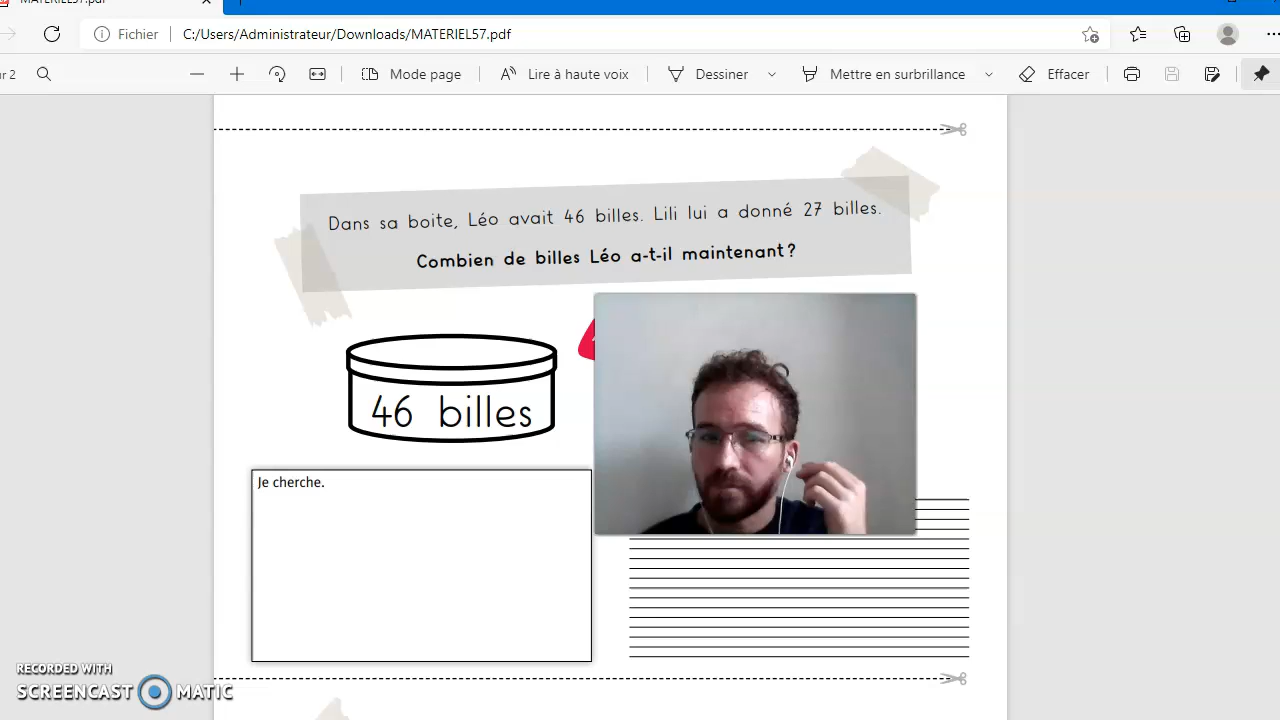 MATERIEL57.pdf
Fichier
C:/Users/Administrateur/Downloads/MATERIEL57.pdf
ur 2
Mode page
Lire à haute voix
Dessiner
Mettre en surbrillance
Effacer
Dans sa boite, Léo avait 46 billes. Lili lui a donné 27 billes.
Combien de billes Léo a-t-il maintenant ?
46 billes
Je cherche.
RECORDED WITH
SCREENCAST MATIC